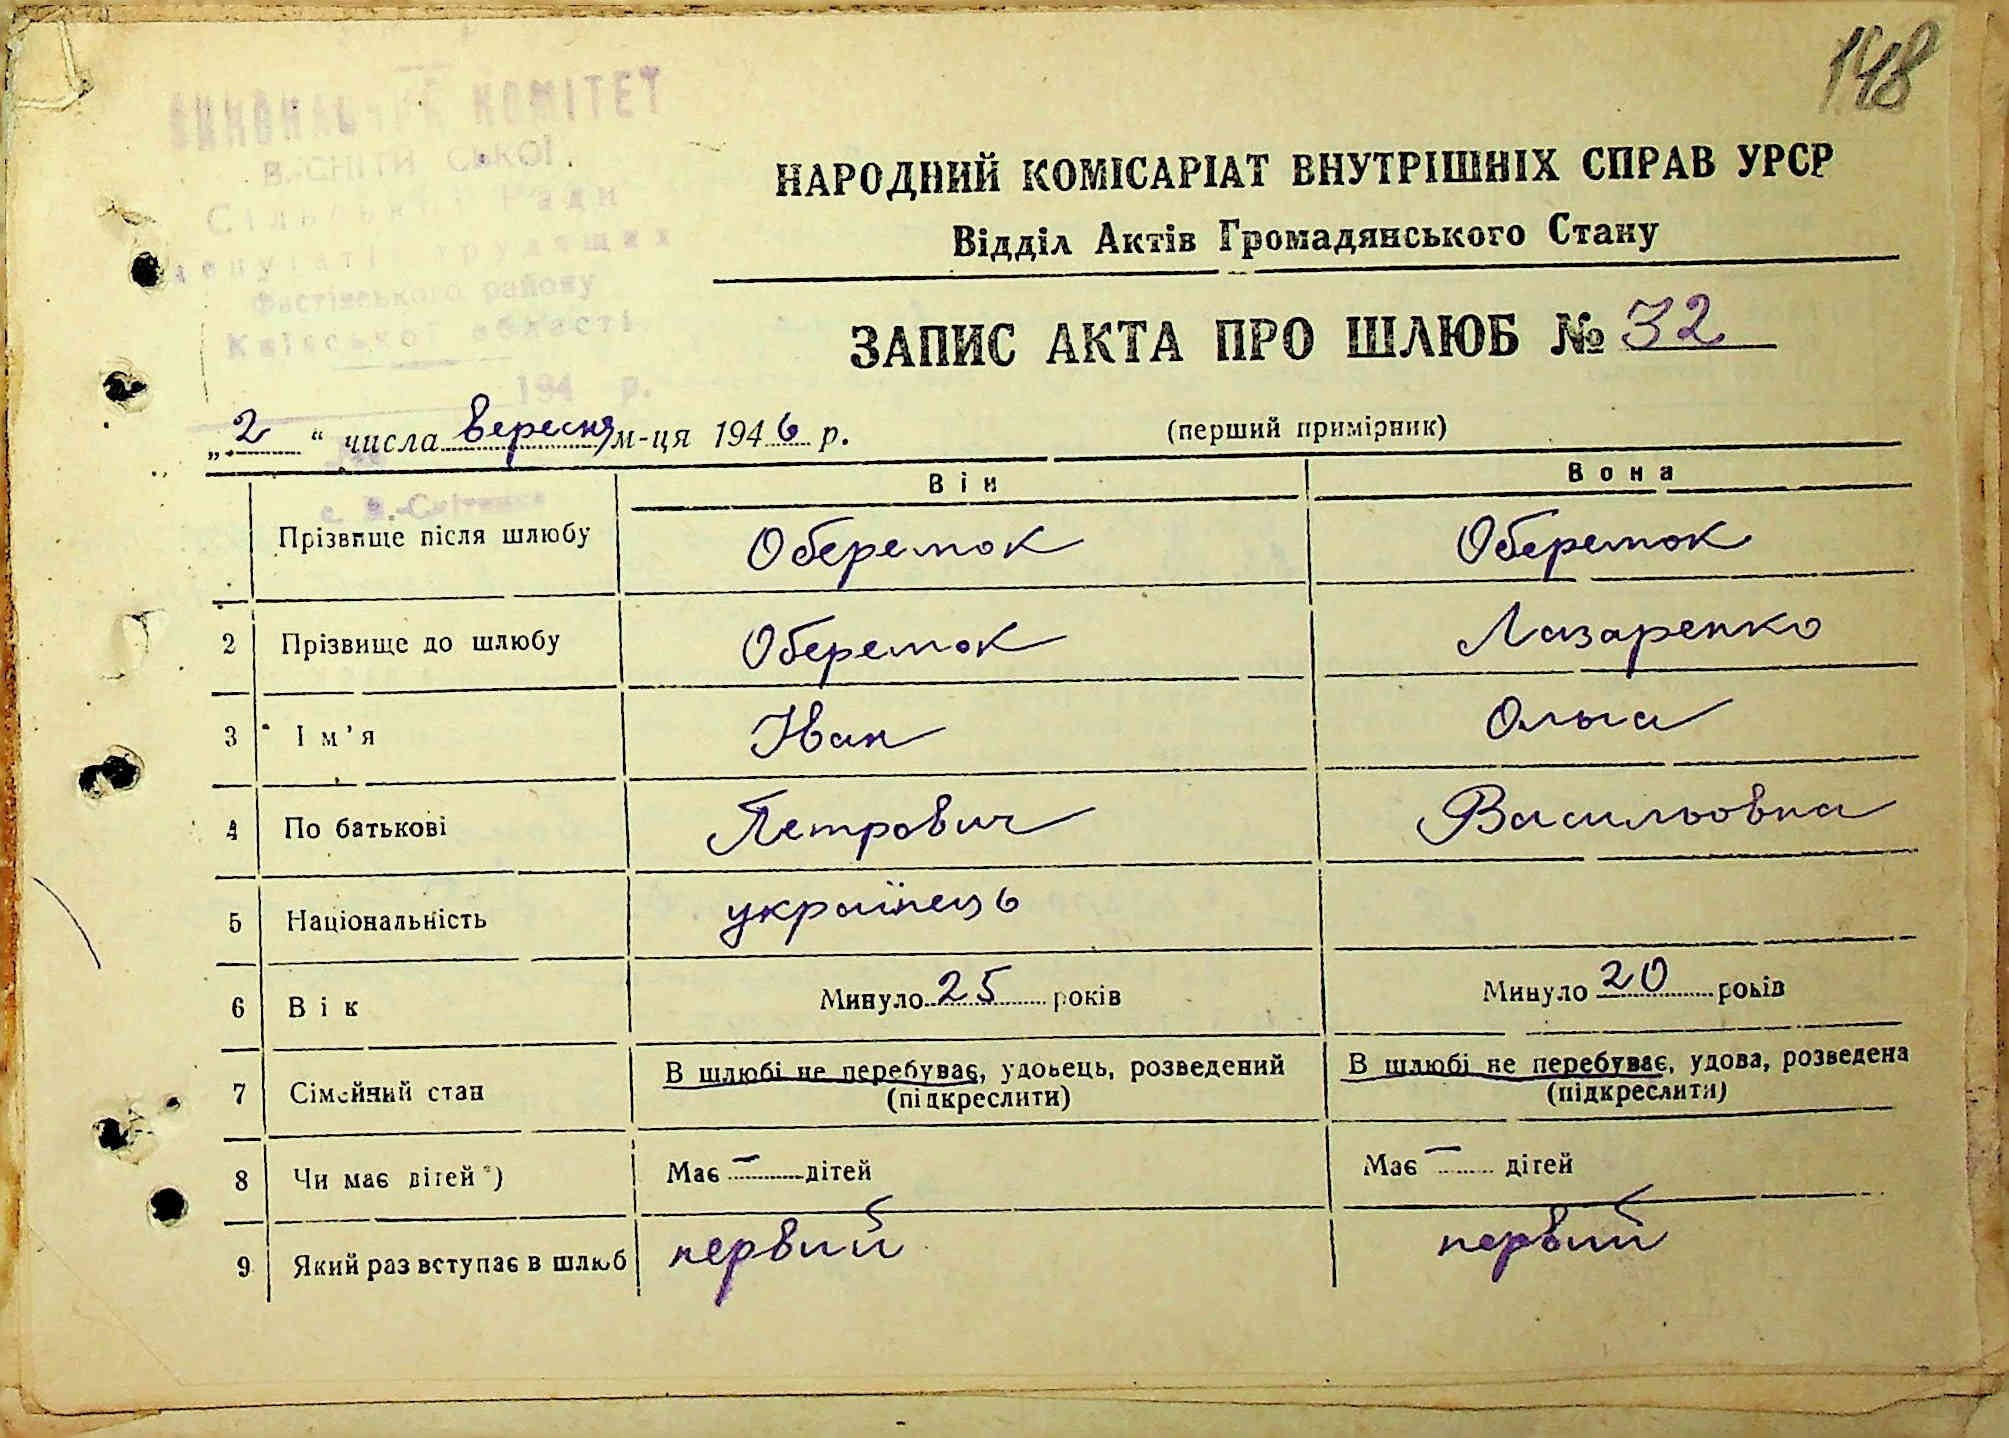 148
КОМІТЕТ
Сільської Ради
Фастівського району
Київської області
194 р.
НАРОДНИЙ КОМІСАРІАТ ВНУТРІШНІХ СПРАВ УРСР
Відділ Актів Громадянського Стану
ЗАПИС АКТА ПРО ШЛЮБ № 32
„2“ числа вересня м-ця 1946 р. (перший примірник)
Він Вона
Прізвище після шлюбу Оберемок Оберемок
2 Прізвище до шлюбу Оберемок Лазаренко
3 Ім'я Іван Ольга
4 По батькові Петрович Васильовна
5 Національність українець
6 Вік Минуло 25 років Минуло 20 років
7 Сімейний стан В шлюбі не перебуває, удовець, розведений (підкреслити) В шлюбі не перебуває, удова, розведена (підкреслити)
8 Чи має дітей *) Має — дітей Має — дітей
9 Який раз вступає в шлюб первий первий